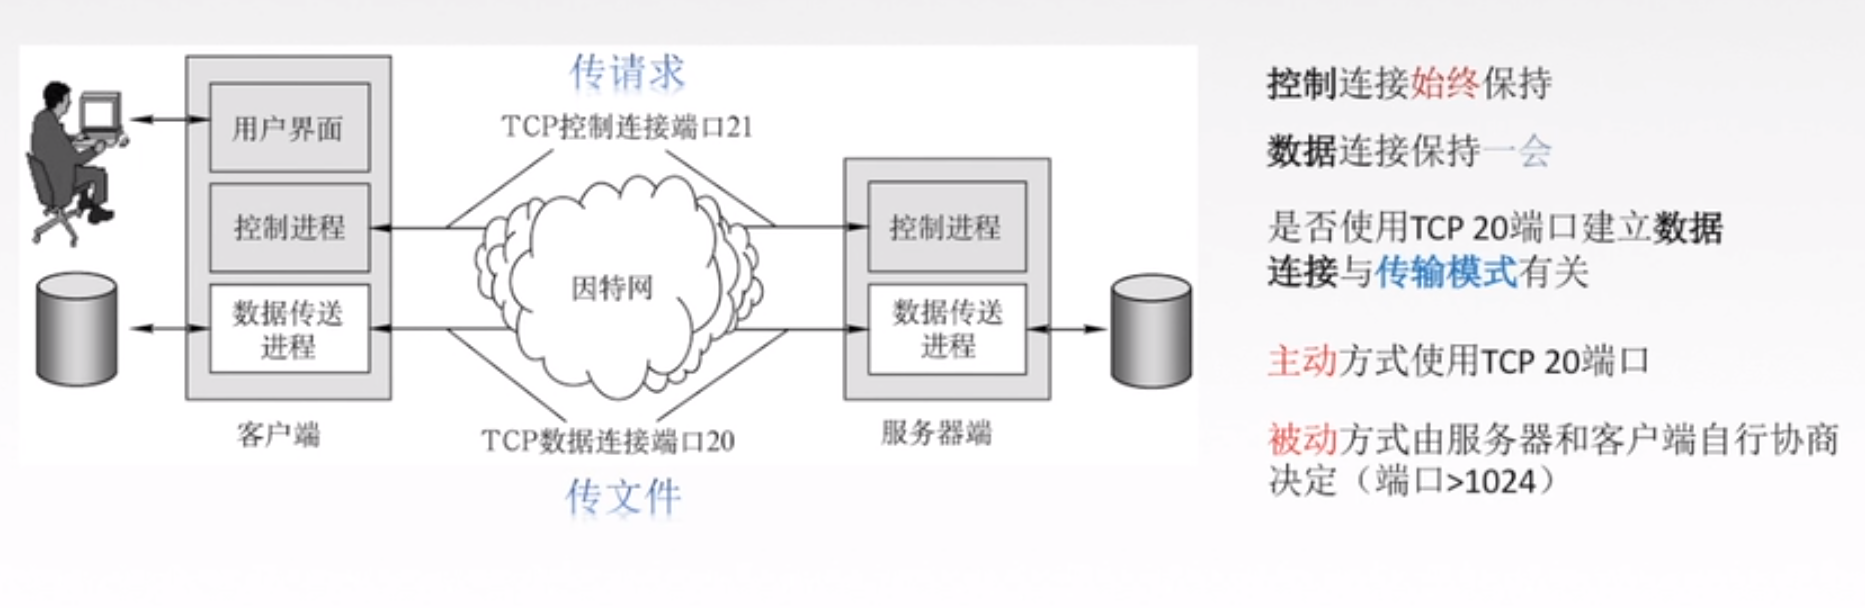 传请求
TCP控制连接端口21
用户界面
控制进程
数据传送
进程
客户端
因特网
控制进程
数据传送
进程
服务器端
TCP数据连接端口20
传文件
控制连接始终保持
数据连接保持一会
是否使用TCP 20端口建立数据
连接与传输模式有关
主动方式使用TCP 20端口
被动方式由服务器和客户端自行协商
决定（端口>1024）